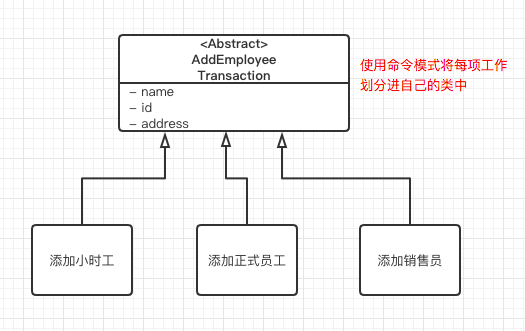 <Abstract>
AddEmployee
Transaction
– name
– id
– address
使用命令模式将每项工作
划分进自己的类中
添加小时工
添加正式员工
添加销售员